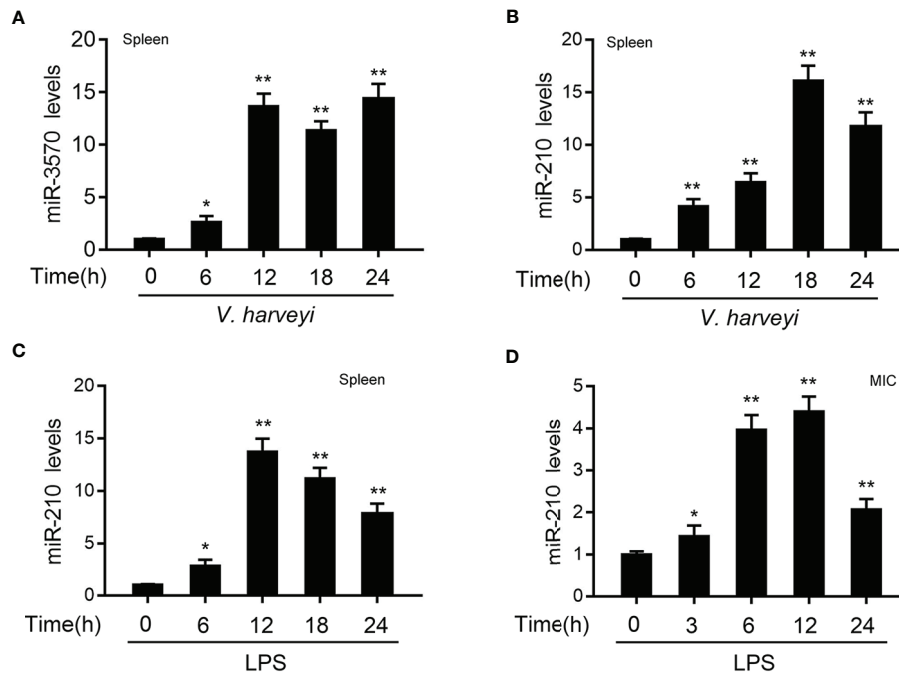 A
Spleen
miR-3570 levels
20
15
10
5
0
*
**
**
**
Time(h) 0 6 12 18 24
V. harveyi
B
Spleen
miR-210 levels
20
15
10
5
0
**
**
**
**
Time(h) 0 6 12 18 24
V. harveyi
C
Spleen
miR-210 levels
20
15
10
5
0
*
**
**
**
Time(h) 0 6 12 18 24
LPS
D
MIC
miR-210 levels
5
4
3
2
1
0
*
**
**
**
Time(h) 0 3 6 12 24
LPS